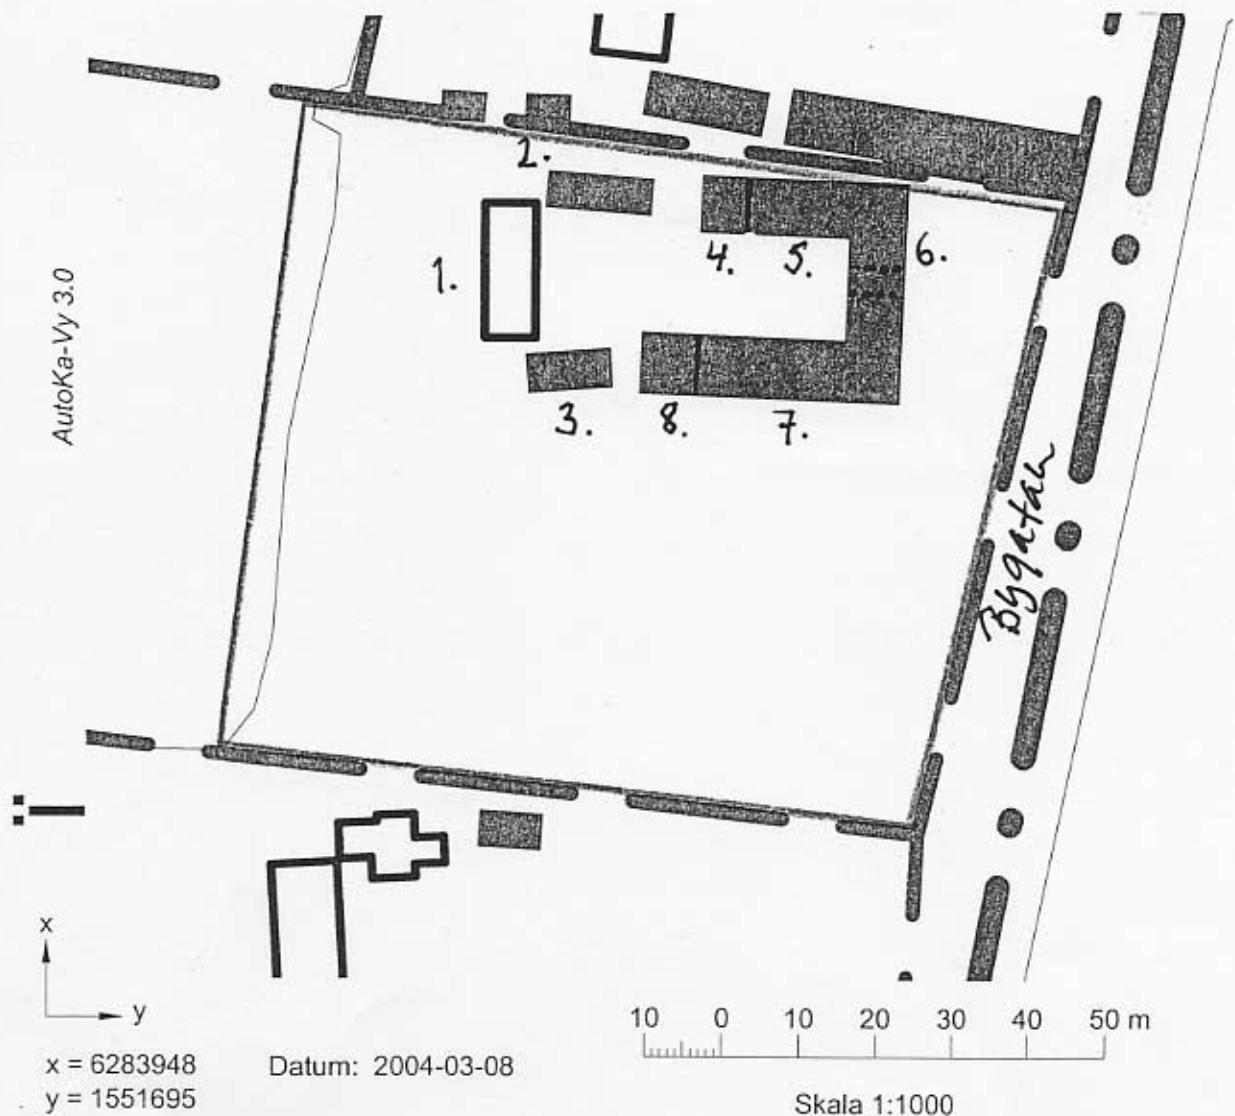 2.
1.
4.
5.
6.
3.
8.
7.
AutoKa-Vy 3.0
Bygatan
x
y
x = 6283948
y = 1551695
Datum: 2004-03-08
10 0 10 20 30 40 50 m
Skala 1:1000